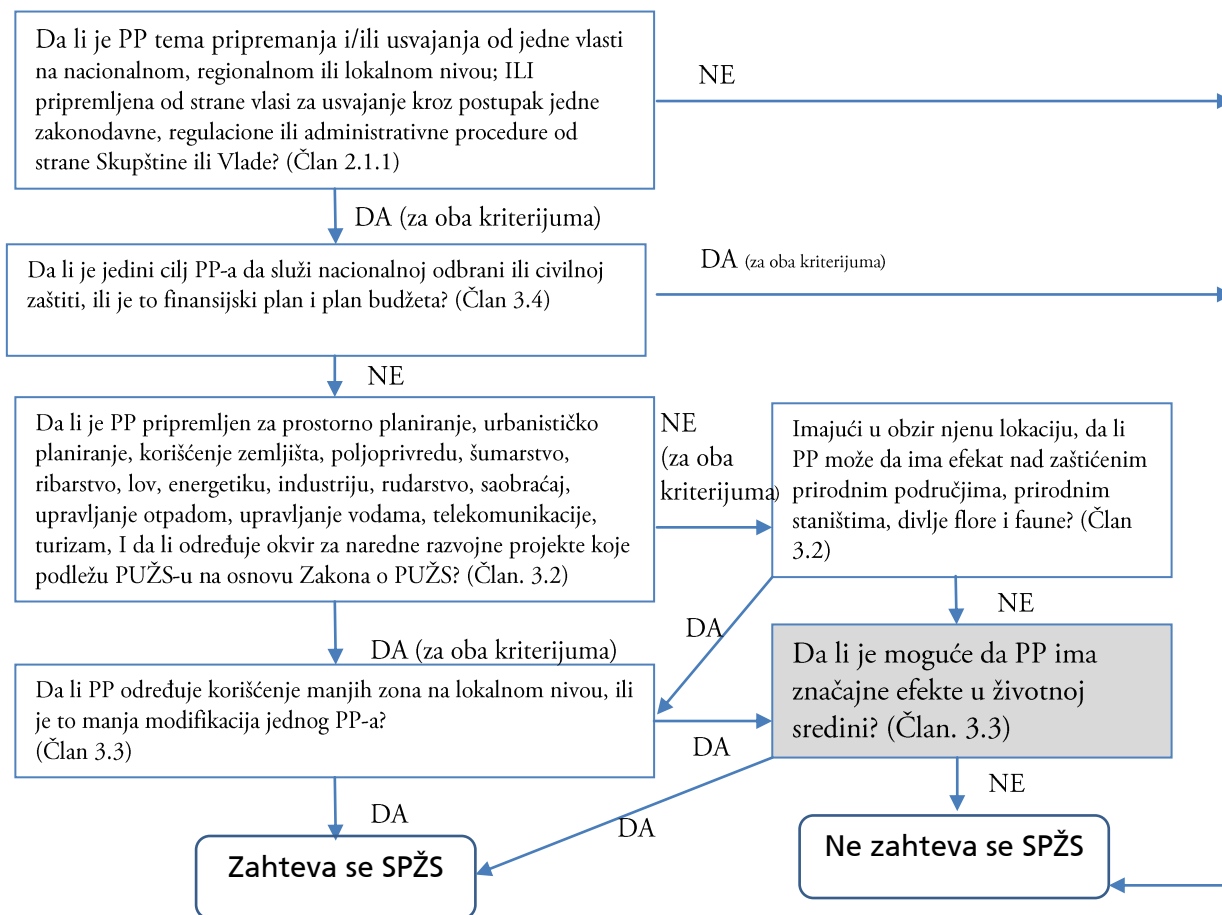 Da li je PP tema pripremanja i/ili usvajanja od jedne vlasti
na nacionalnom, regionalnom ili lokalnom nivou; ILI
pripremljena od strane vlasi za usvajanje kroz postupak jedne
zakonodavne, regulacione ili administrativne procedure od
strane Skupštine ili Vlade? (Član 2.1.1)
NE
DA (za oba kriterijuma)
Da li je jedini cilj PP-a da služi nacionalnoj odbrani ili civilnoj
zaštiti, ili je to finansijski plan i plan budžeta? (Član 3.4)
DA (za oba kriterijuma)
NE
Da li je PP pripremljen za prostorno planiranje, urbanističko
planiranje, korišćenje zemljišta, poljoprivredu, šumarstvo,
ribarstvo, lov, energetiku, industriju, rudarstvo, saobraćaj,
upravljanje otpadom, upravljanje vodama, telekomunikacije,
turizam, I da li određuje okvir za naredne razvojne projekte koje
podležu PUŽS-u na osnovu Zakona o PUŽS? (Član. 3.2)
NE
(za oba
kriterijuma)
Imajući u obzir njenu lokaciju, da li
PP može da ima efekat nad zaštićenim
prirodnim područjima, prirodnim
staništima, divlje flore i faune? (Član
3.2)
DA
NE
DA (za oba kriterijuma)
Da li PP određuje korišćenje manjih zona na lokalnom nivou, ili
je to manja modifikacija jednog PP-a?
(Član 3.3)
DA
Da li je moguće da PP ima
značajne efekte u životnoj
sredini? (Član. 3.3)
DA
DA
NE
Zahteva se SPŽS
Ne zahteva se SPŽS